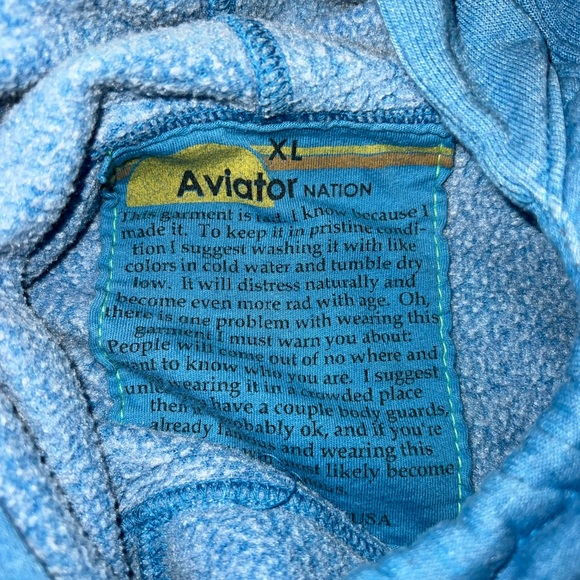 XL
Aviator NATION
This garment is rad. I know because I
made it. To keep it in pristine condi-
tion I suggest washing it with like
colors in cold water and tumble dry
low. It will distress naturally and
become even more rad with age. Oh,
there is one problem with wearing this
garment I must warn you about:
People will come out of no where and
want to know who you are. I suggest
wearing it in a crowded place
have a couple body guards,
probably ok, and if you're
already and wearing this
most likely become
USA